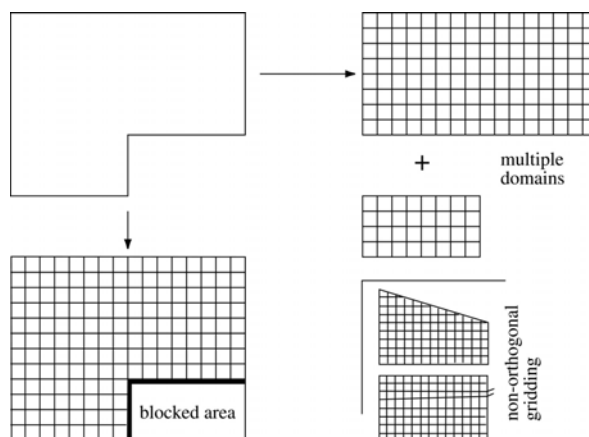 +
multiple
domains
blocked area
non-orthogonal
gridding